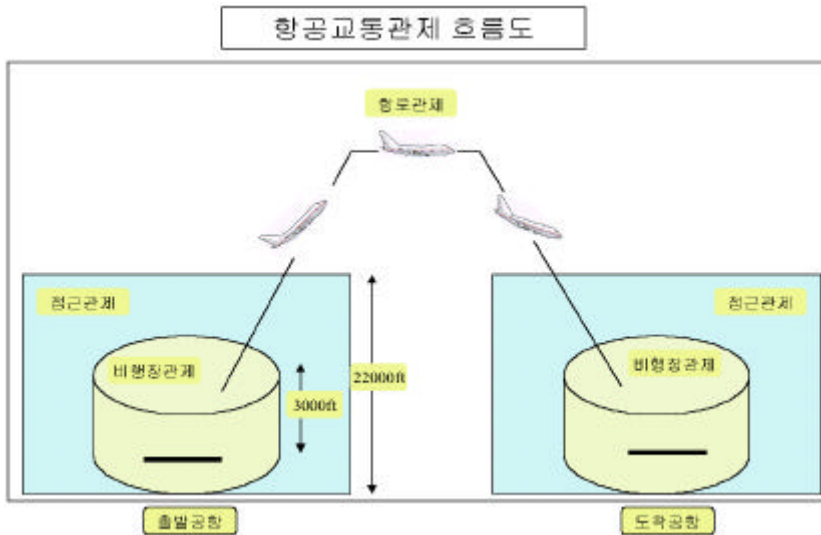 항공교통관제 흐름도
항로관제
접근관제
접근관제
비행장관제
비행장관제
22000ft
3000ft
출발공항
도착공항